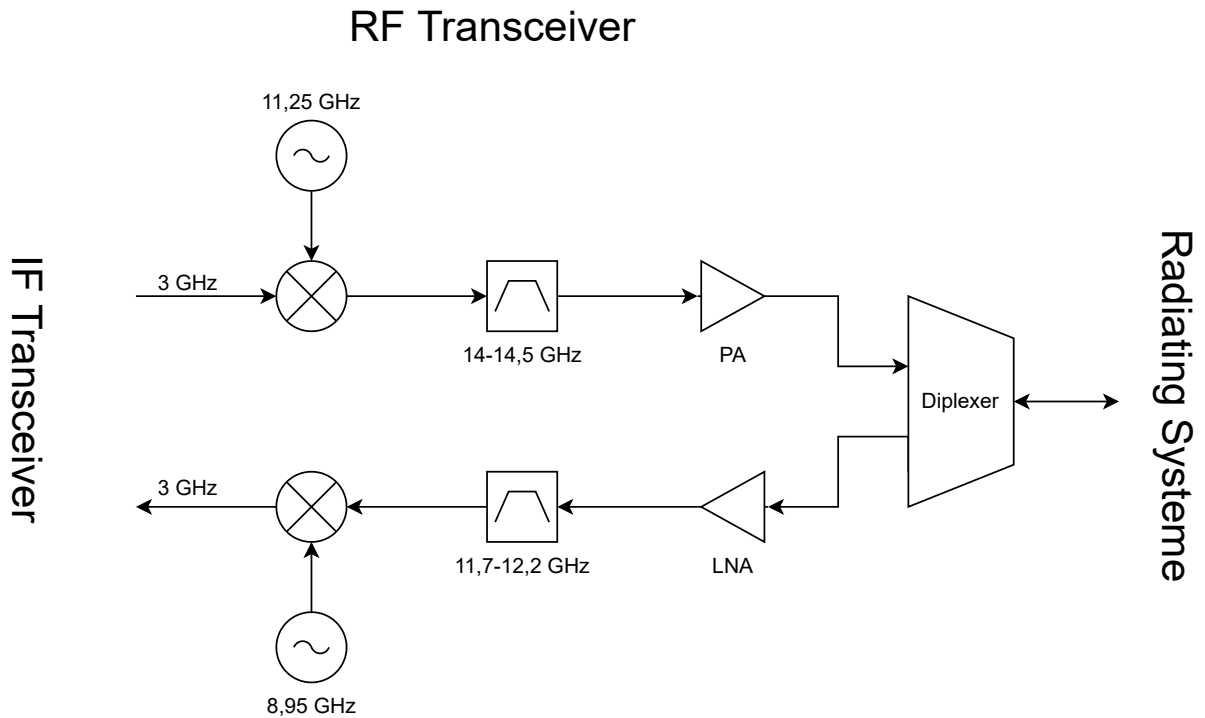 RF Transceiver
11,25 GHz
IF Transceiver
3 GHz
14-14,5 GHz
PA
Diplexer
Radiating Systeme
3 GHz
11,7-12,2 GHz
LNA
8,95 GHz